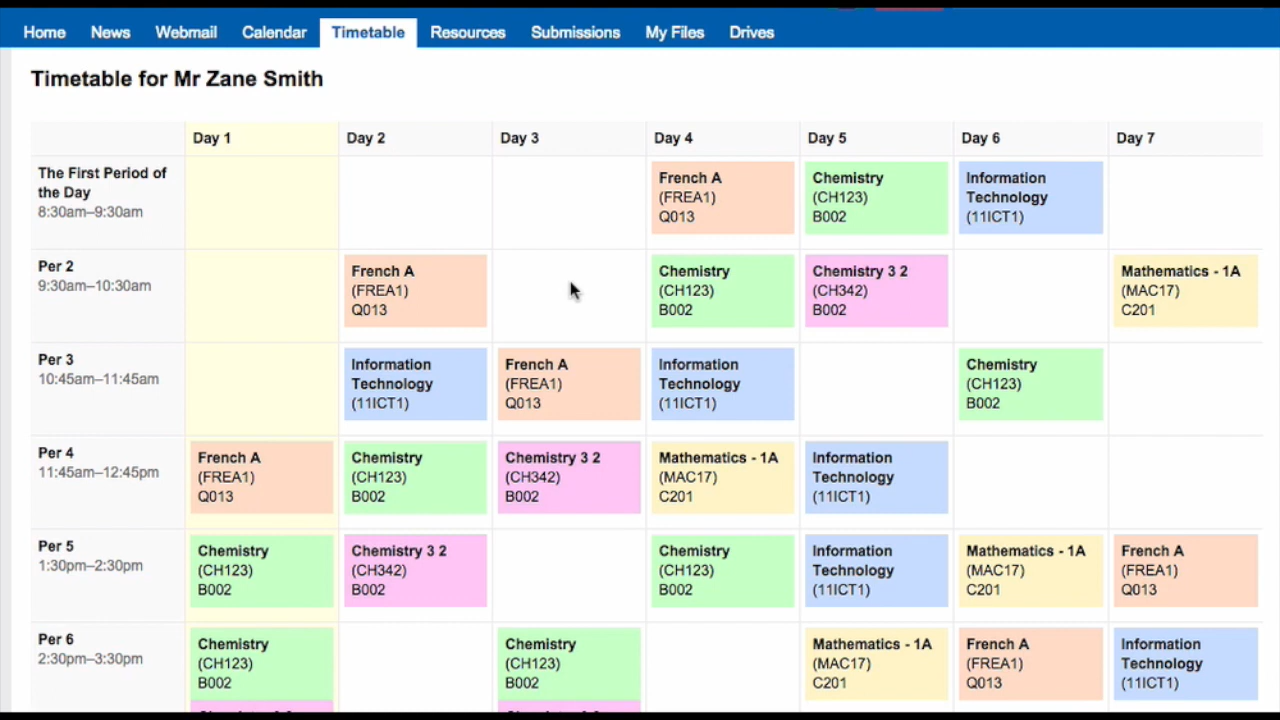 Home News Webmail Calendar Timetable Resources Submissions My Files Drives
Timetable for Mr Zane Smith
Day 1 Day 2 Day 3 Day 4 Day 5 Day 6 Day 7
The First Period of
the Day
8:30am–9:30am
French A
(FREA1)
Q013
Chemistry
(CH123)
B002
Information
Technology
(11ICT1)
Per 2
9:30am–10:30am
French A
(FREA1)
Q013
Chemistry
(CH123)
B002
Chemistry 3 2
(CH342)
B002
Mathematics - 1A
(MAC17)
C201
Per 3
10:45am–11:45am
Information
Technology
(11ICT1)
French A
(FREA1)
Q013
Information
Technology
(11ICT1)
Chemistry
(CH123)
B002
Per 4
11:45am–12:45pm
French A
(FREA1)
Q013
Chemistry
(CH123)
B002
Chemistry 3 2
(CH342)
B002
Mathematics - 1A
(MAC17)
C201
Information
Technology
(11ICT1)
Per 5
1:30pm–2:30pm
Chemistry
(CH123)
B002
Chemistry 3 2
(CH342)
B002
Chemistry
(CH123)
B002
Information
Technology
(11ICT1)
Mathematics - 1A
(MAC17)
C201
French A
(FREA1)
Q013
Per 6
2:30pm–3:30pm
Chemistry
(CH123)
B002
Chemistry
(CH123)
B002
Mathematics - 1A
(MAC17)
C201
French A
(FREA1)
Q013
Information
Technology
(11ICT1)